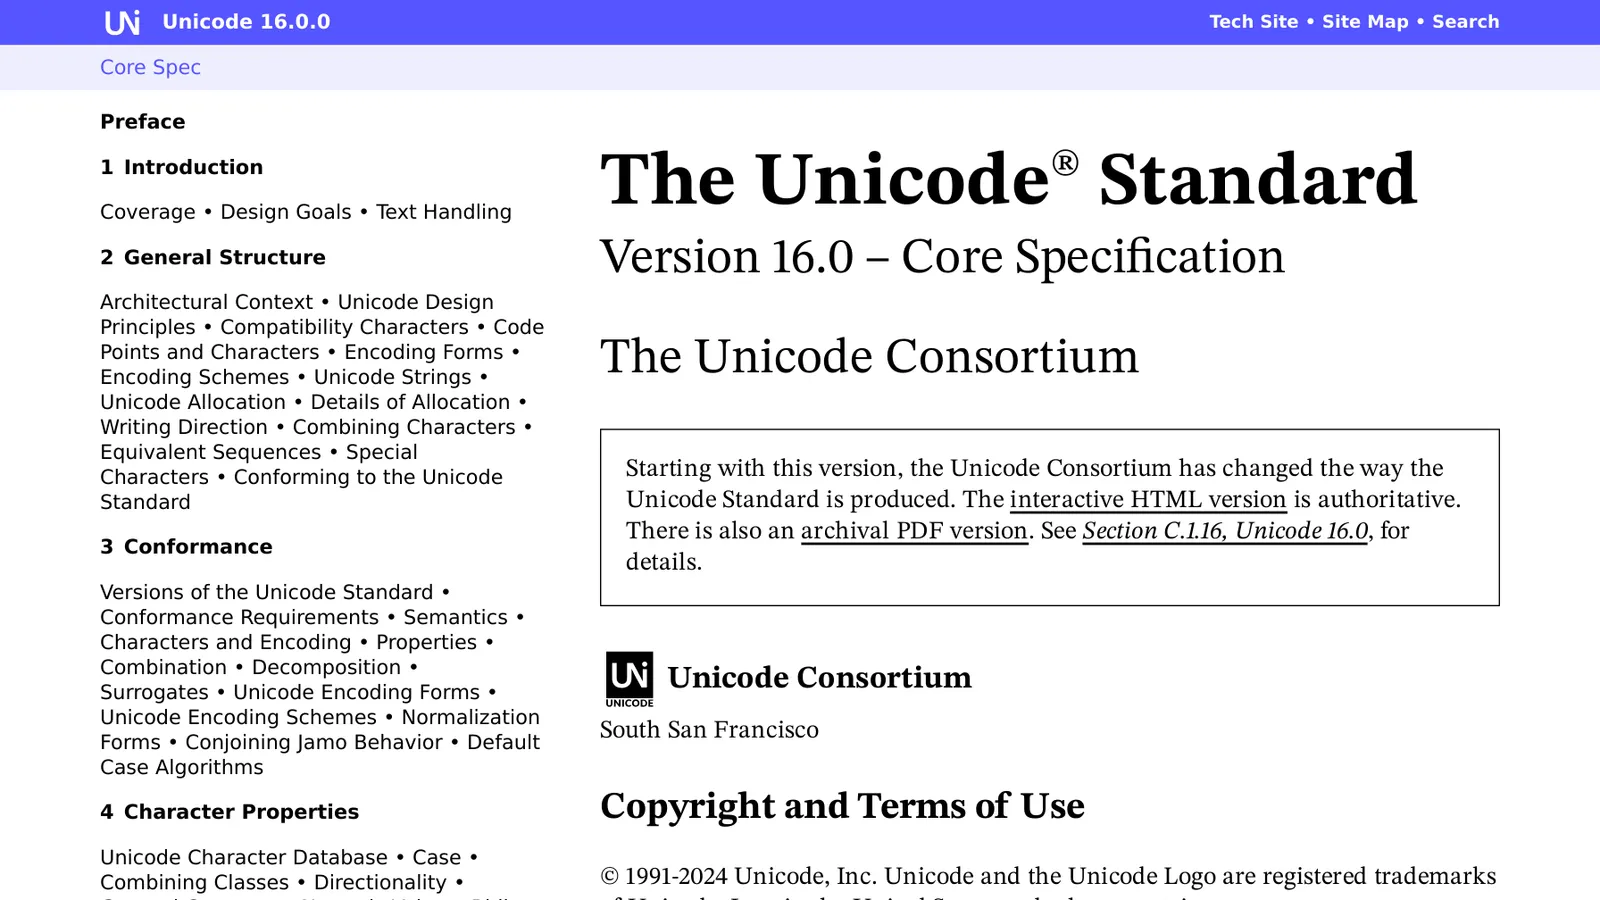 UNi Unicode 16.0.0
Tech Site • Site Map • Search
Core Spec
Preface
1 Introduction
Coverage • Design Goals • Text Handling
2 General Structure
Architectural Context • Unicode Design
Principles • Compatibility Characters • Code
Points and Characters • Encoding Forms •
Encoding Schemes • Unicode Strings •
Unicode Allocation • Details of Allocation •
Writing Direction • Combining Characters •
Equivalent Sequences • Special
Characters • Conforming to the Unicode
Standard
3 Conformance
Versions of the Unicode Standard •
Conformance Requirements • Semantics •
Characters and Encoding • Properties •
Combination • Decomposition •
Surrogates • Unicode Encoding Forms •
Unicode Encoding Schemes • Normalization
Forms • Conjoining Jamo Behavior • Default
Case Algorithms
4 Character Properties
Unicode Character Database • Case •
Combining Classes • Directionality •
The Unicode® Standard
Version 16.0 – Core Specification
The Unicode Consortium
Starting with this version, the Unicode Consortium has changed the way the
Unicode Standard is produced. The interactive HTML version is authoritative.
There is also an archival PDF version. See Section C.1.16, Unicode 16.0, for
details.
UNi
UNICODE
Unicode Consortium
South San Francisco
Copyright and Terms of Use
© 1991-2024 Unicode, Inc. Unicode and the Unicode Logo are registered trademarks